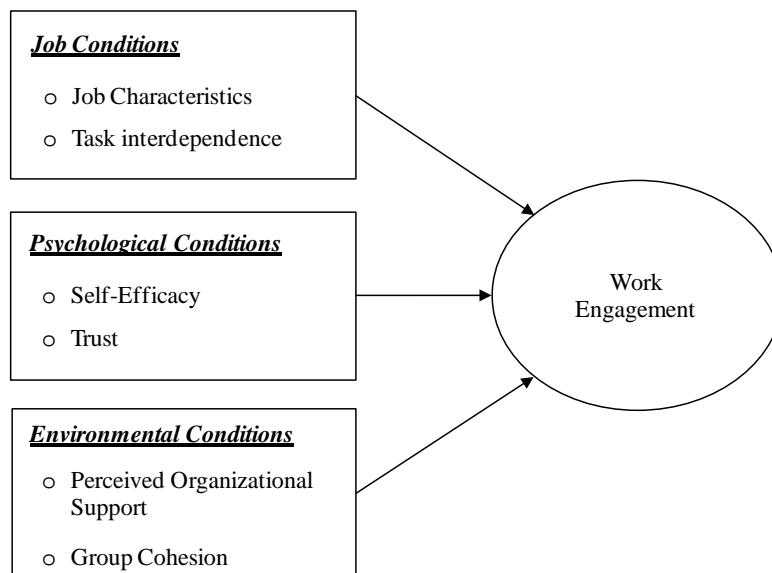 Job Conditions
o Job Characteristics
o Task interdependence
Psychological Conditions
o Self-Efficacy
o Trust
Work
Engagement
Environmental Conditions
o Perceived Organizational
Support
o Group Cohesion